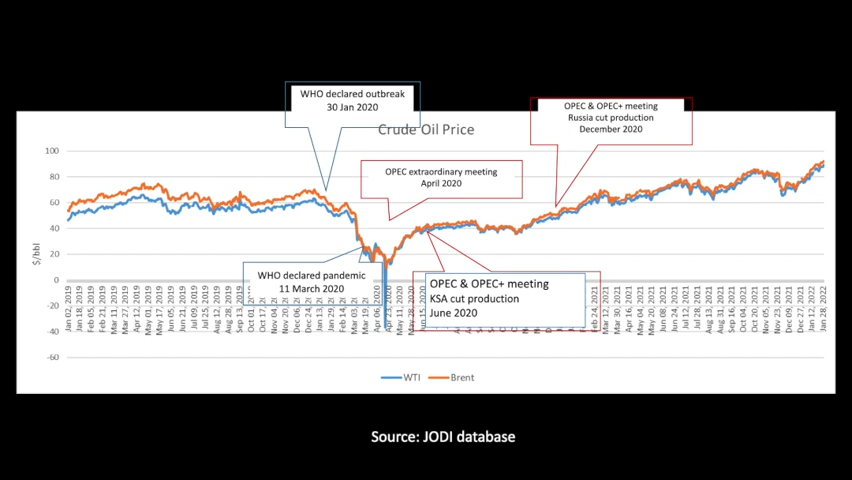 WHO declared outbreak
30 Jan 2020
OPEC & OPEC+ meeting
Russia cut production
December 2020
Crude Oil Price
OPEC extraordinary meeting
April 2020
WHO declared pandemic
11 March 2020
OPEC & OPEC+ meeting
KSA cut production
June 2020
$/bbl
100
80
60
40
20
0
-20
-40
-60
Jan 02, 2019
Jan 18, 2019
Feb 05, 2019
Feb 21, 2019
Mar 11, 2019
Mar 27, 2019
Apr 12, 2019
May 01, 2019
May 17, 2019
Jun 05, 2019
Jun 21, 2019
Jul 09, 2019
Jul 25, 2019
Aug 12, 2019
Aug 28, 2019
Sep 13, 2019
Oct 01, 2019
Oct 17, 2019
Nov 04, 2019
Nov 20, 2019
Dec 06, 2019
Dec 24, 2019
Jan 13, 2020
Jan 29, 2020
Feb 14, 2020
Mar 03, 2020
Mar 19, 2020
Apr 06, 2020
Apr 23, 2020
May 11, 2020
May 28, 2020
Jun 15, 2020
Feb 24, 2021
Mar 12, 2021
Mar 30, 2021
Apr 16, 2021
May 04, 2021
May 20, 2021
Jun 08, 2021
Jun 24, 2021
Jul 12, 2021
Jul 28, 2021
Aug 13, 2021
Aug 31, 2021
Sep 16, 2021
Oct 04, 2021
Oct 20, 2021
Nov 05, 2021
Nov 23, 2021
Dec 09, 2021
Dec 27, 2021
Jan 12, 2022
Jan 28, 2022
WTI
Brent
Source: JODI database